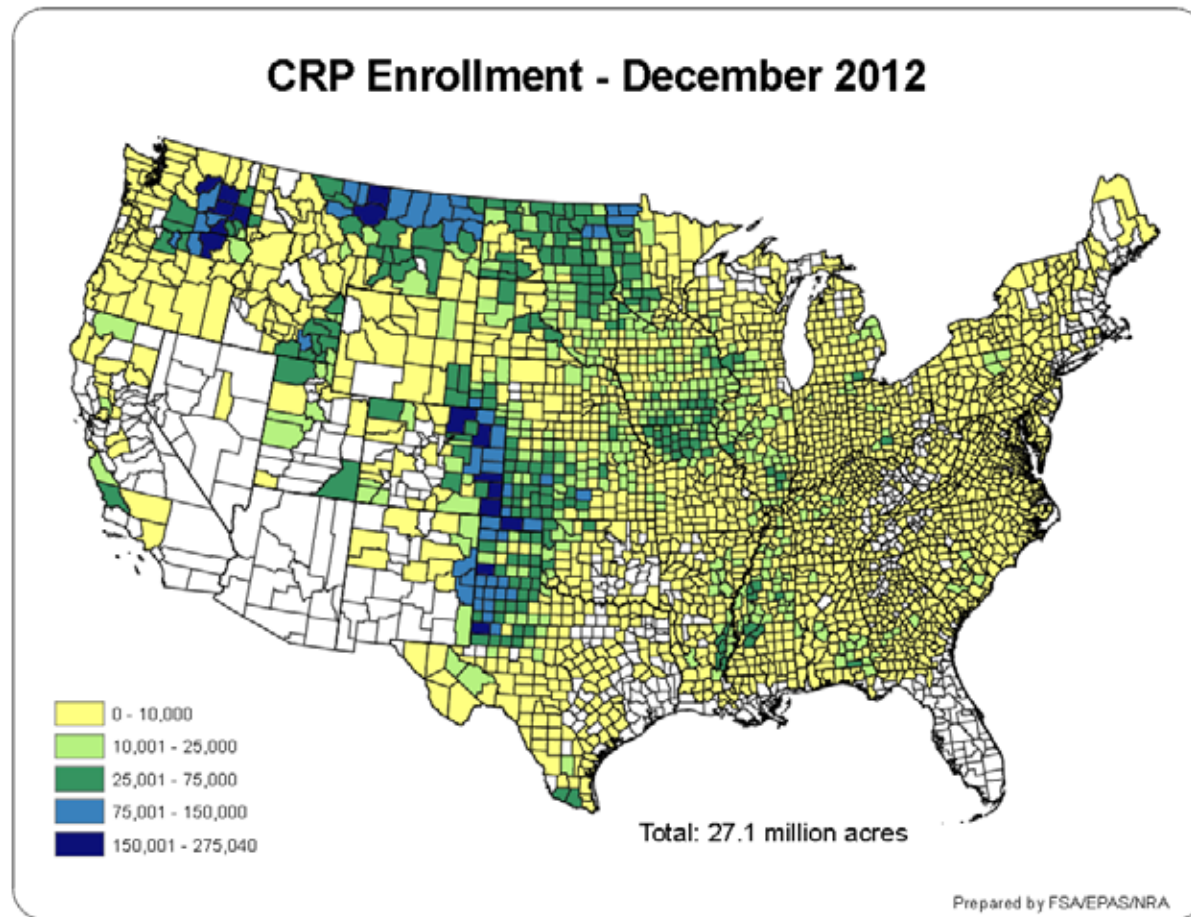 CRP Enrollment - December 2012
0 - 10,000
10,001 - 25,000
25,001 - 75,000
75,001 - 150,000
150,001 - 275,040
Total: 27.1 million acres
Prepared by FSA/EPAS/NRA